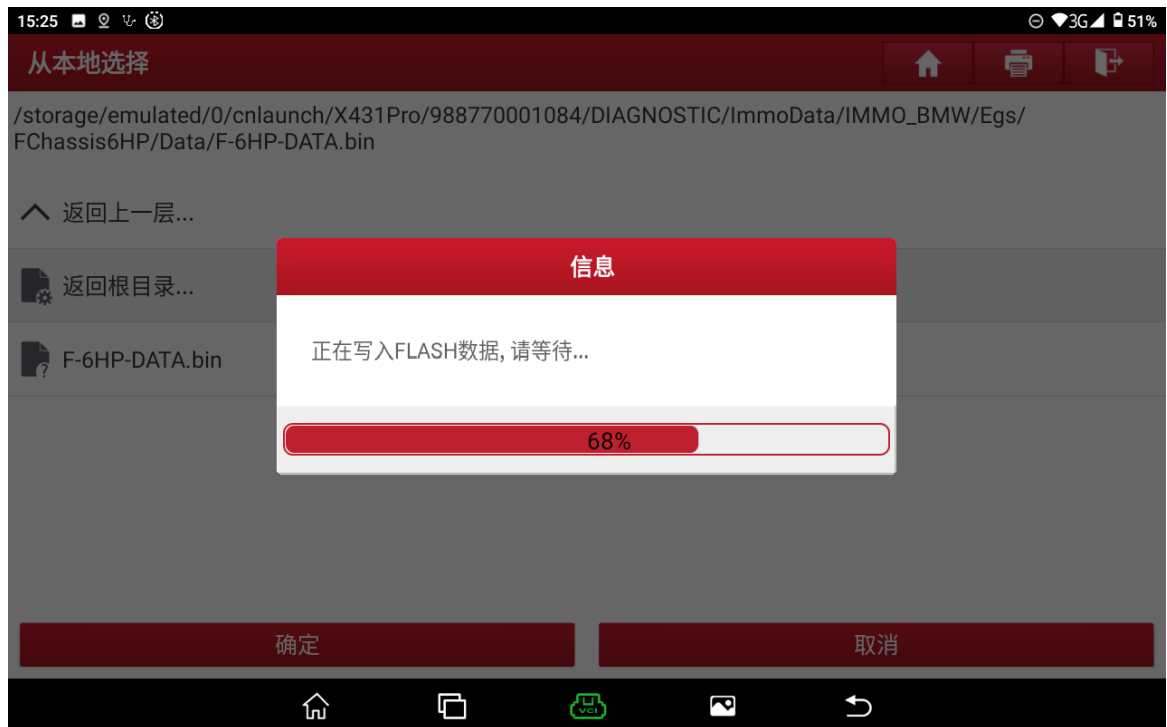 15:25
3G
51%
从本地选择
/storage/emulated/0/cnlaunch/X431Pro/988770001084/DIAGNOSTIC/ImmoData/IMMO_BMW/Egs/
FChassis6HP/Data/F-6HP-DATA.bin
返回上一层...
信息
返回根目录...
正在写入FLASH数据, 请等待...
F-6HP-DATA.bin
68%
确定
取消
VCI